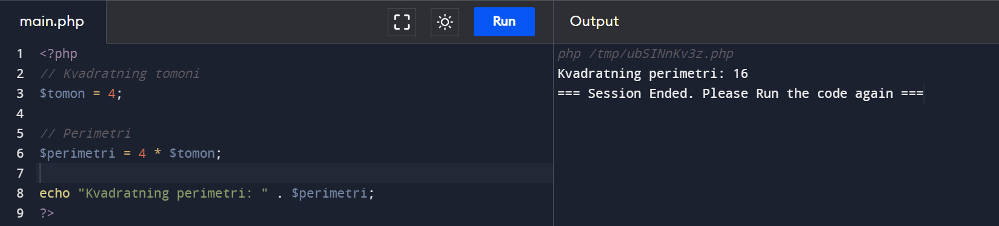 main.php
Run
1 <?php
2 // Kvadratning tomoni
3 $tomon = 4;
4
5 // Perimetri
6 $perimetri = 4 * $tomon;
7
8 echo "Kvadratning perimetri: " . $perimetri;
9 ?>
Output
php /tmp/ubSINnKv3z.php
Kvadratning perimetri: 16
=== Session Ended. Please Run the code again ===